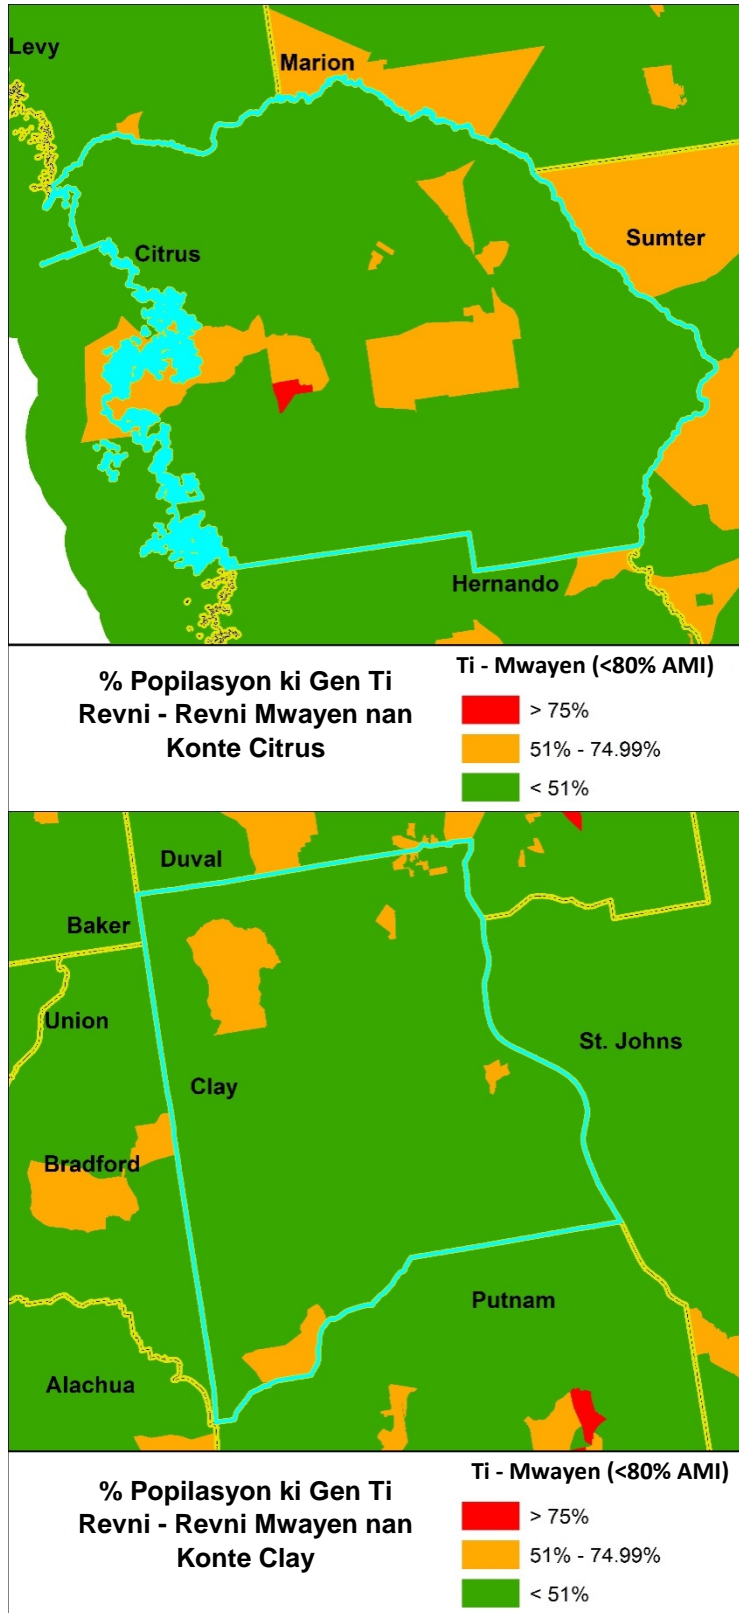 Levy
Marion
Citrus
Sumter
Hernando
% Popilasyon ki Gen Ti
Revni - Revni Mwayen nan
Konte Citrus
Ti - Mwayen (<80% AMI)
> 75%
51% - 74.99%
< 51%
Duval
Baker
Union
St. Johns
Clay
Bradford
Putnam
Alachua
% Popilasyon ki Gen Ti
Revni - Revni Mwayen nan
Konte Clay
Ti - Mwayen (<80% AMI)
> 75%
51% - 74.99%
< 51%